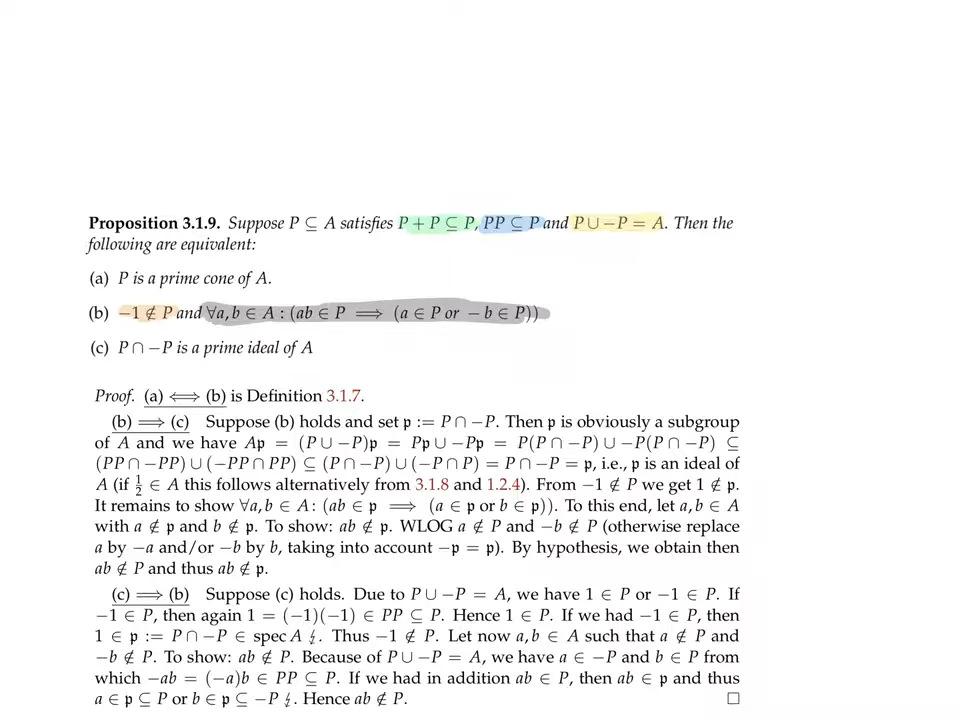 Proposition 3.1.9. Suppose P ⊆ A satisfies P + P ⊆ P, PP ⊆ P and P ∪ −P = A. Then the
following are equivalent:
(a) P is a prime cone of A.
(b) −1 ∉ P and ∀a, b ∈ A : (ab ∈ P ⟹ (a ∈ P or − b ∈ P))
(c) P ∩ −P is a prime ideal of A
Proof. (a) ⟺ (b) is Definition 3.1.7.
(b) ⟹ (c) Suppose (b) holds and set 𝔭 := P ∩ −P. Then 𝔭 is obviously a subgroup
of A and we have A𝔭 = (P ∪ −P)𝔭 = P𝔭 ∪ −P𝔭 = P(P ∩ −P) ∪ −P(P ∩ −P) ⊆
(PP ∩ −PP) ∪ (−PP ∩ PP) ⊆ (P ∩ −P) ∪ (−P ∩ P) = P ∩ −P = 𝔭, i.e., 𝔭 is an ideal of
A (if ½ ∈ A this follows alternatively from 3.1.8 and 1.2.4). From −1 ∉ P we get 1 ∉ 𝔭.
It remains to show ∀a, b ∈ A : (ab ∈ 𝔭 ⟹ (a ∈ 𝔭 or b ∈ 𝔭)). To this end, let a, b ∈ A
with a ∉ 𝔭 and b ∉ 𝔭. To show: ab ∉ 𝔭. WLOG a ∉ P and −b ∉ P (otherwise replace
a by −a and/or −b by b, taking into account −𝔭 = 𝔭). By hypothesis, we obtain then
ab ∉ P and thus ab ∉ 𝔭.
(c) ⟹ (b) Suppose (c) holds. Due to P ∪ −P = A, we have 1 ∈ P or −1 ∈ P. If
−1 ∈ P, then again 1 = (−1)(−1) ∈ PP ⊆ P. Hence 1 ∈ P. If we had −1 ∈ P, then
1 ∈ 𝔭 := P ∩ −P ∈ spec A ↯. Thus −1 ∉ P. Let now a, b ∈ A such that a ∉ P and
−b ∉ P. To show: ab ∉ P. Because of P ∪ −P = A, we have a ∈ −P and b ∈ P from
which −ab = (−a)b ∈ PP ⊆ P. If we had in addition ab ∈ P, then ab ∈ 𝔭 and thus
a ∈ 𝔭 ⊆ P or b ∈ 𝔭 ⊆ −P ↯. Hence ab ∉ P. □